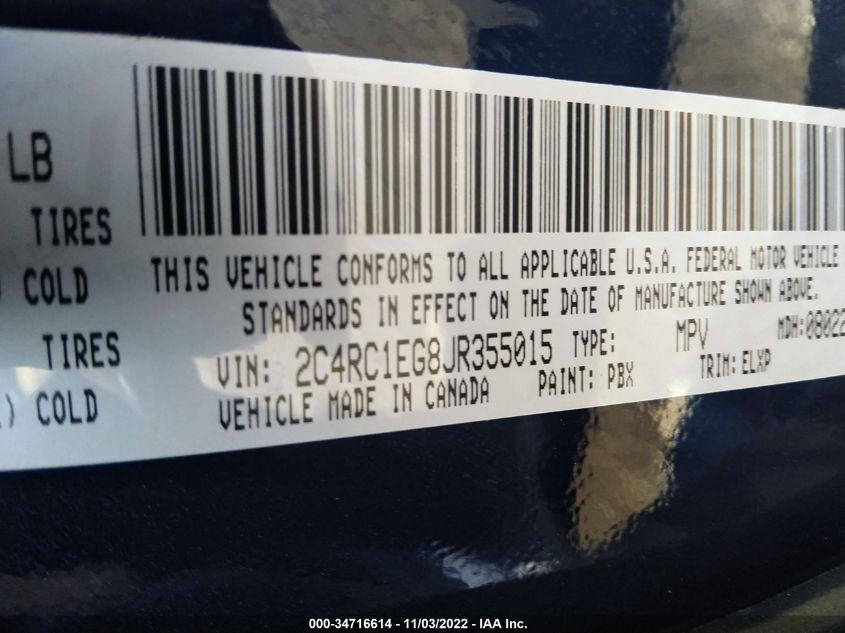 LB
TIRES
COLD
THIS VEHICLE CONFORMS TO ALL APPLICABLE U.S.A. FEDERAL MOTOR VEHICLE
STANDARDS IN EFFECT ON THE DATE OF MANUFACTURE SHOWN ABOVE.
TIRES
) COLD
VIN: 2C4RC1EG8JR355015 TYPE: MPV MDH:08022
VEHICLE MADE IN CANADA PAINT: PBX TRIM: ELXP
000-34716614 - 11/03/2022 - IAA Inc.